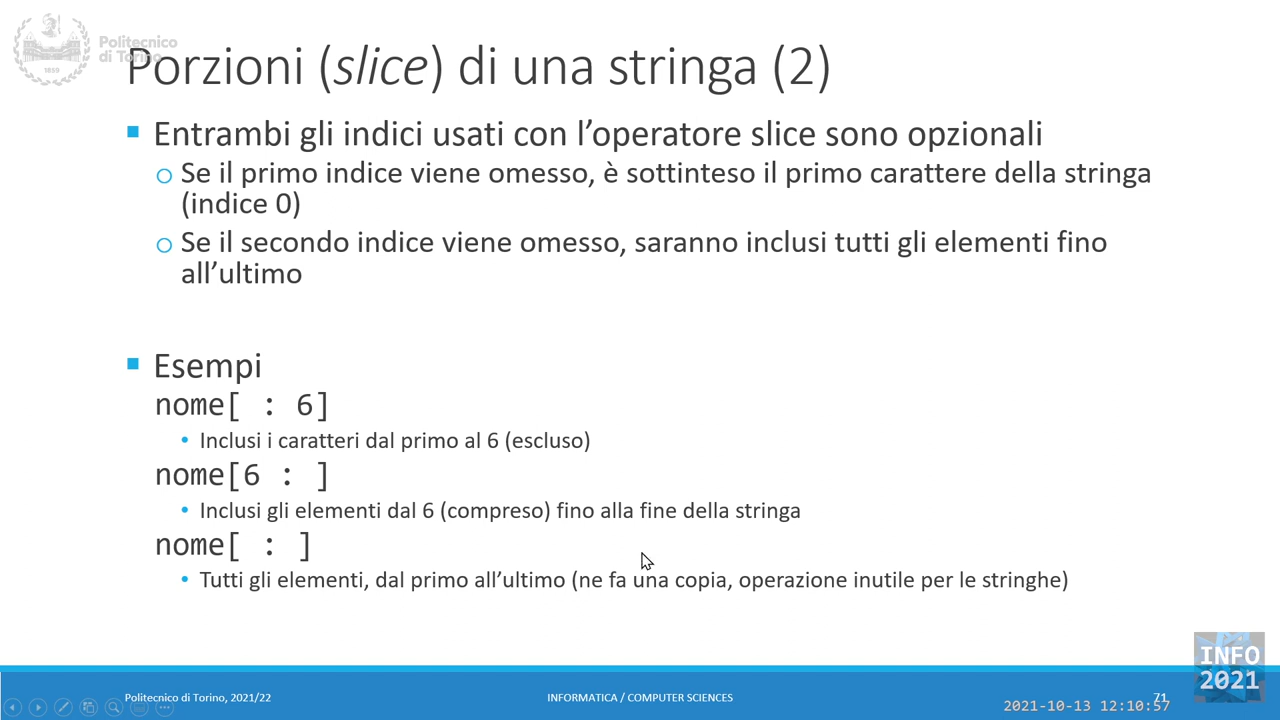 Politecnico
di Torino
1859
Porzioni (slice) di una stringa (2)
Entrambi gli indici usati con l’operatore slice sono opzionali
Se il primo indice viene omesso, è sottinteso il primo carattere della stringa
(indice 0)
Se il secondo indice viene omesso, saranno inclusi tutti gli elementi fino
all’ultimo
Esempi
nome[ : 6]
Inclusi i caratteri dal primo al 6 (escluso)
nome[6 : ]
Inclusi gli elementi dal 6 (compreso) fino alla fine della stringa
nome[ : ]
Tutti gli elementi, dal primo all’ultimo (ne fa una copia, operazione inutile per le stringhe)
INFO
2021
Politecnico di Torino, 2021/22
INFORMATICA / COMPUTER SCIENCES
71
2021-10-13 12:10:57